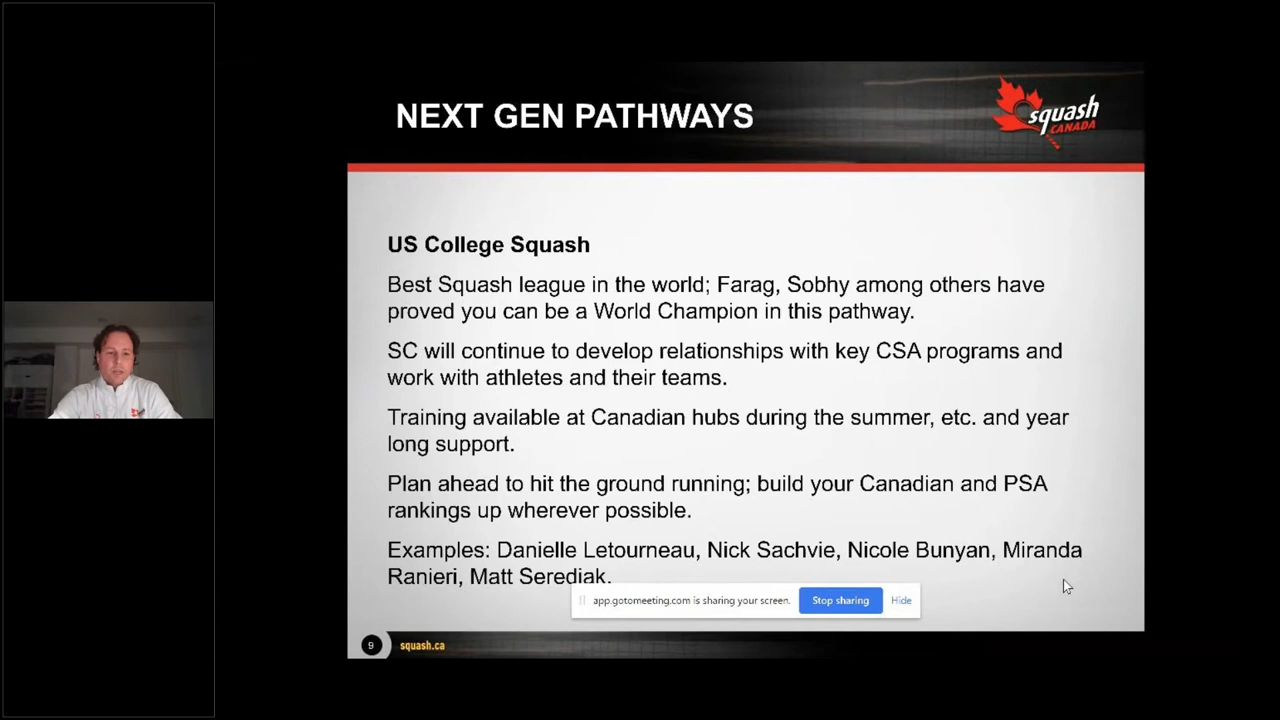 NEXT GEN PATHWAYS
squash
CANADA
US College Squash
Best Squash league in the world; Farag, Sobhy among others have
proved you can be a World Champion in this pathway.
SC will continue to develop relationships with key CSA programs and
work with athletes and their teams.
Training available at Canadian hubs during the summer, etc. and year
long support.
Plan ahead to hit the ground running; build your Canadian and PSA
rankings up wherever possible.
Examples: Danielle Letourneau, Nick Sachvie, Nicole Bunyan, Miranda
Ranieri, Matt Serediak.
app.gotomeeting.com is sharing your screen. Stop sharing Hide
9 squash.ca